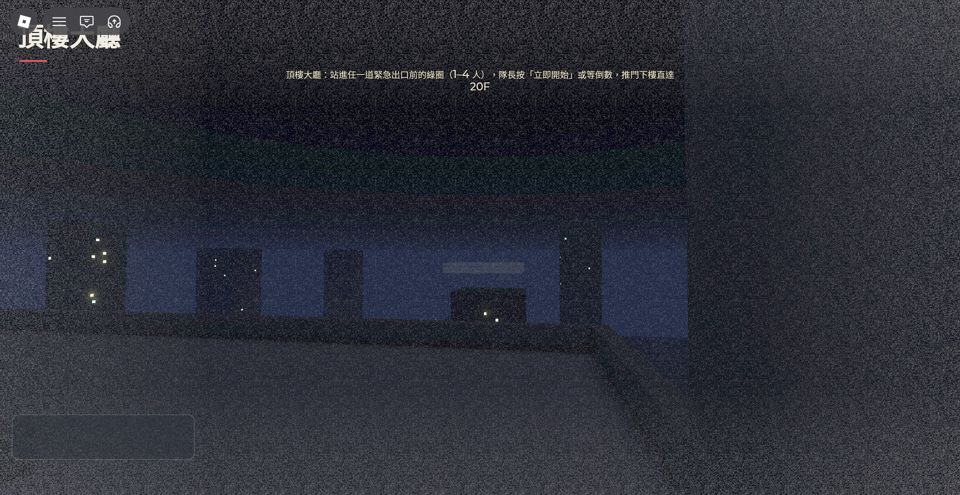 頂樓大廳
頂樓大廳：站進任一道緊急出口前的綠圈（1–4 人），隊長按「立即開始」或等倒數，推門下樓直達
20F